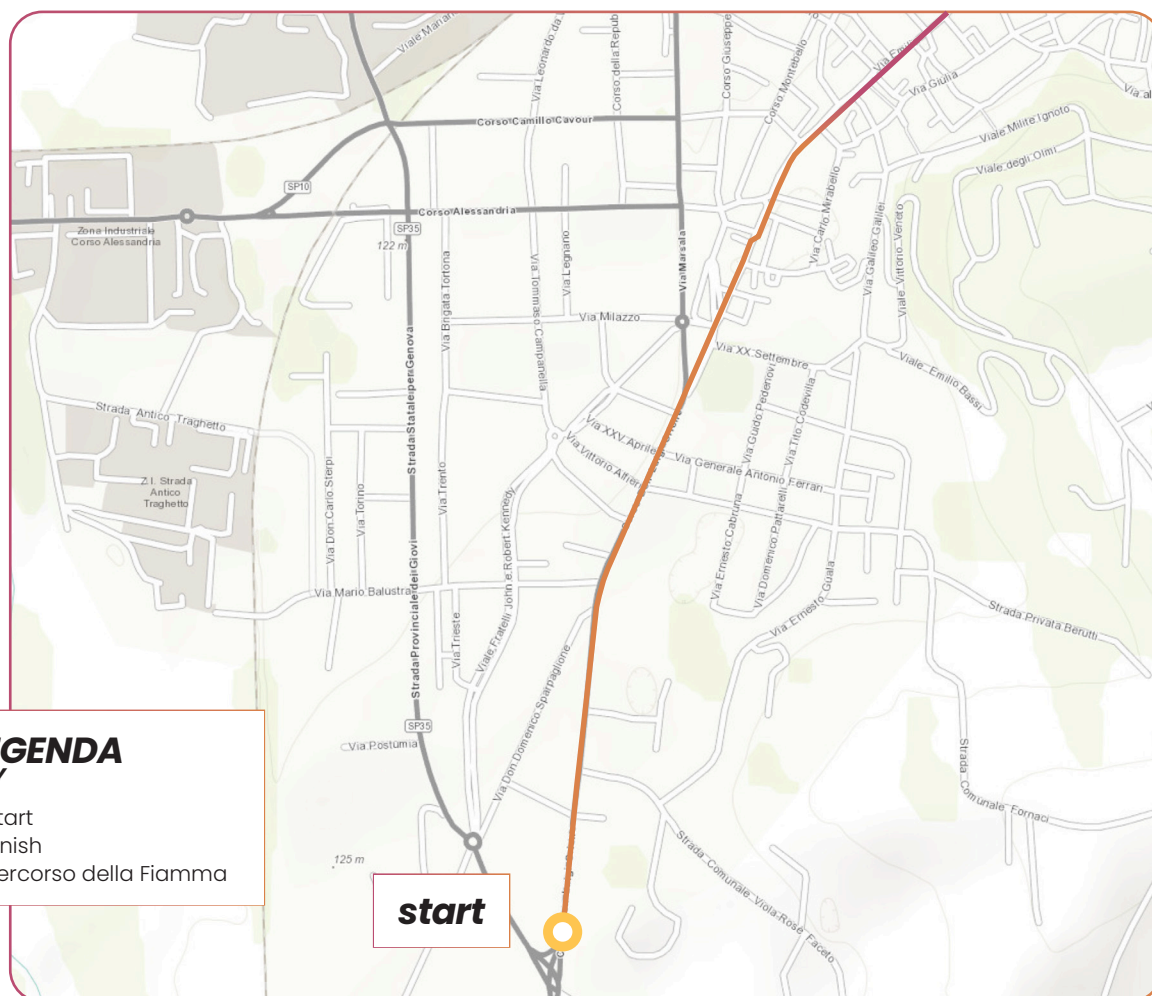 Viale Maria
Via Leonardo da
Corso della Repub
Corso Giuseppe
Corso Montebello
Via Emili
Via Giulia
Viale Milite Ignoto
Viale degli Olmi
Corso Camillo Cavour
SP10
Corso Alessandria
SP35
122 m
Zona Industriale
Corso Alessandria
Via Carlo Mirabello
Via Galileo Galilei
Viale Vittorio Veneto
Via Legnano
Via Marsala
Via Brigata Tortona
Via Tommaso Campanella
Via Milazzo
Via XX Settembre
Viale Emilio Bassi
Strada Statale per Genova
Strada Antico Traghetto
Via Guido Pedenovi
Via Tito Codevilla
Via XXV Aprile
Via Vittorio Alfieri
Via Generale Antonio Ferrari
Z.I. Strada
Antico
Traghetto
Via Don Carlo Sterpi
Via Torino
Via Trento
Viale Fratelli John e Robert Kennedy
Via Ernesto Cabruna
Via Domenico Pattarelli
Via Ernesto Guala
Strada Provinciale dei Giovi
Via Mario Balustra
Via Trieste
Strada Privata Berutti
Via Don Domenico Sparpaglione
SP35
Via Postumia
Strada Comunale Fornaci
Strada Comunale Viola Rose Faceto
125 m
GENDA
tart
nish
ercorso della Fiamma
start